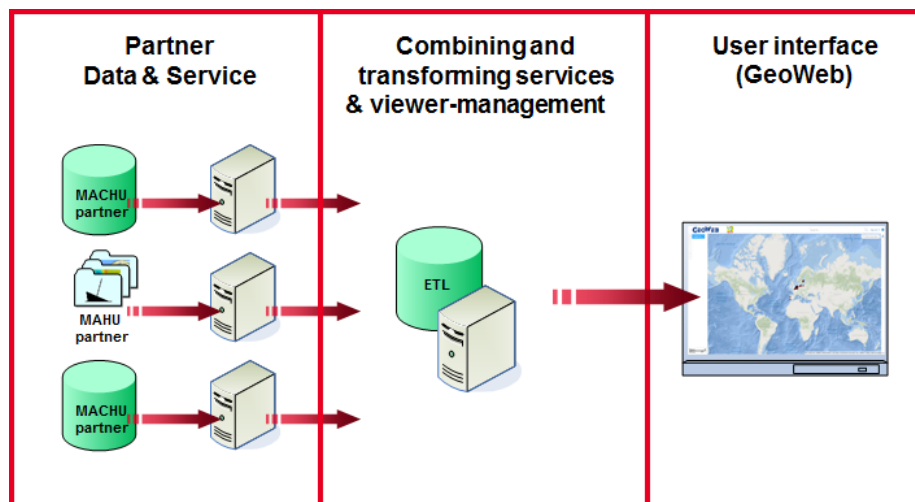 Partner
Data & Service
Combining and
transforming services
& viewer-management
User interface
(GeoWeb)
MACHU
partner
MAHU
partner
MACHU
partner
ETL
GeoWeb